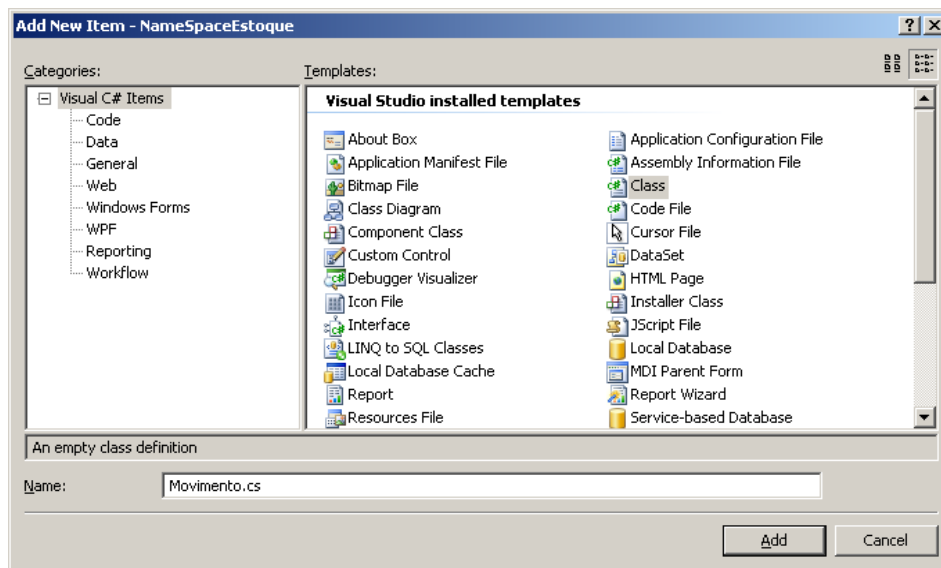 Add New Item - NameSpaceEstoque
Categories:
Templates:
Visual C# Items
Code
Data
General
Web
Windows Forms
WPF
Reporting
Workflow
Visual Studio installed templates
About Box
Application Configuration File
Application Manifest File
Assembly Information File
Bitmap File
Class
Class Diagram
Code File
Component Class
Cursor File
Custom Control
DataSet
Debugger Visualizer
HTML Page
Icon File
Installer Class
Interface
JScript File
LINQ to SQL Classes
Local Database
Local Database Cache
MDI Parent Form
Report
Report Wizard
Resources File
Service-based Database
An empty class definition
Name:
Movimento.cs
Add
Cancel